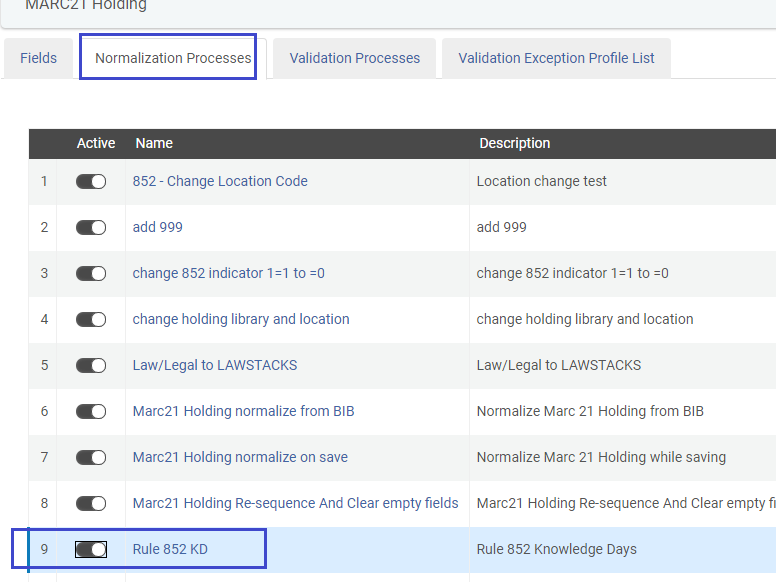 MARC21 Holding
Fields Normalization Processes Validation Processes Validation Exception Profile List
Active Name Description
1 852 - Change Location Code Location change test
2 add 999 add 999
3 change 852 indicator 1=1 to =0 change 852 indicator 1=1 to =0
4 change holding library and location change holding library and location
5 Law/Legal to LAWSTACKS Law/Legal to LAWSTACKS
6 Marc21 Holding normalize from BIB Normalize Marc 21 Holding from BIB
7 Marc21 Holding normalize on save Normalize Marc 21 Holding while saving
8 Marc21 Holding Re-sequence And Clear empty fields Marc21 Holding Re-sequence And Clear empty fi
9 Rule 852 KD Rule 852 Knowledge Days